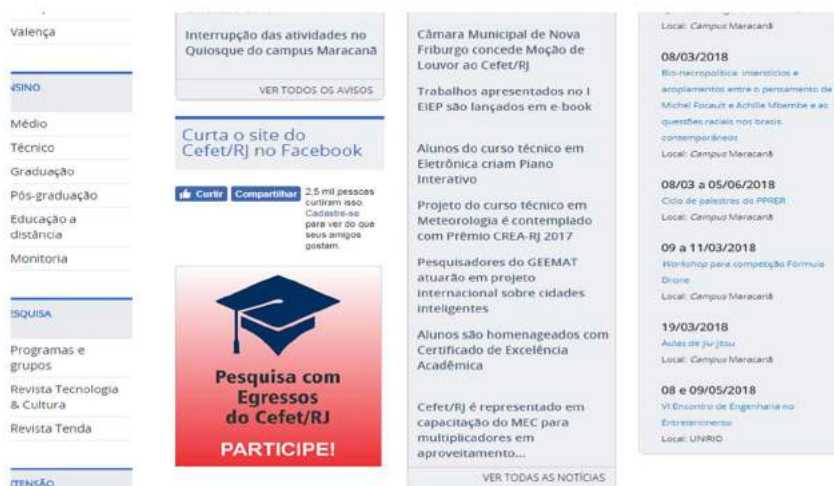 Valença
NSINO
Médio
Técnico
Graduação
Pós-graduação
Educação a
distância
Monitoria
ESQUISA
Programas e
grupos
Revista Tecnologia
& Cultura
Revista Tenda
TENSÃO
Interrupção das atividades no
Quiosque do campus Maracanã
VER TODOS OS AVISOS
Curta o site do
Cefet/RJ no Facebook
Curtir Compartilhar
2,5 mil pessoas
curtiram isso.
Cadastre-se
para ver do que
seus amigos
gostam.
Pesquisa com
Egressos
do Cefet/RJ
PARTICIPE!
Câmara Municipal de Nova
Friburgo concede Moção de
Louvor ao Cefet/RJ
Trabalhos apresentados no I
EIEP são lançados em e-book
Alunos do curso técnico em
Eletrônica criam Piano
Interativo
Projeto do curso técnico em
Meteorologia é contemplado
com Prêmio CREA-RJ 2017
Pesquisadores do GEEMAT
atuarão em projeto
internacional sobre cidades
inteligentes
Alunos são homenageados com
Certificado de Excelência
Acadêmica
Cefet/RJ é representado em
capacitação do MEC para
multiplicadores em
aproveitamento...
VER TODAS AS NOTÍCIAS
Local: Campus Maracanã
08/03/2018
Bio-necropolítica: interstícios e
acoplamentos entre o pensamento de
Michel Focault e Achille Mbembe e as
questões raciais nos brasis
contemporâneos
Local: Campus Maracanã
08/03 a 05/06/2018
Ciclo de palestras do PPRER
Local: Campus Maracanã
09 a 11/03/2018
Workshop para competição Fórmula
Drone
Local: Campus Maracanã
19/03/2018
Aulas de jiu-jitsu
Local: Campus Maracanã
08 e 09/05/2018
VI Encontro de Engenharia no
Entretenimento
Local: UNIRIO